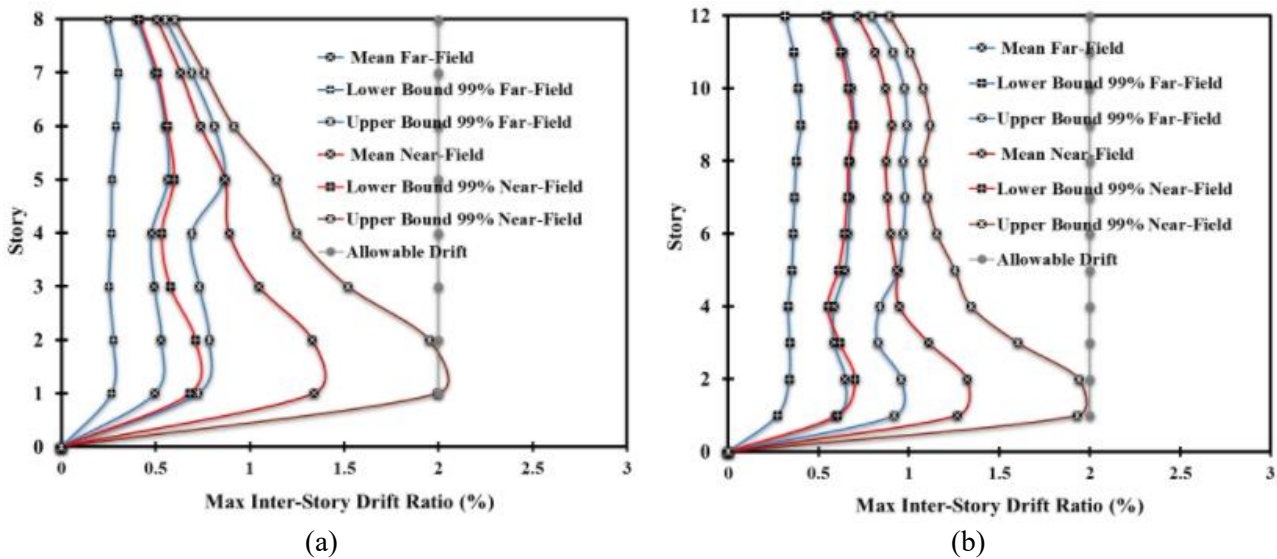 8
7
6
5
4
3
2
1
0
Story
Mean Far-Field
Lower Bound 99% Far-Field
Upper Bound 99% Far-Field
Mean Near-Field
Lower Bound 99% Near-Field
Upper Bound 99% Near-Field
Allowable Drift
0 0.5 1 1.5 2 2.5 3
Max Inter-Story Drift Ratio (%)
(a)
12
10
8
6
4
2
0
Story
Mean Far-Field
Lower Bound 99% Far-Field
Upper Bound 99% Far-Field
Mean Near-Field
Lower Bound 99% Near-Field
Upper Bound 99% Near-Field
Allowable Drift
0 0.5 1 1.5 2 2.5 3
Max Inter-Story Drift Ratio (%)
(b)